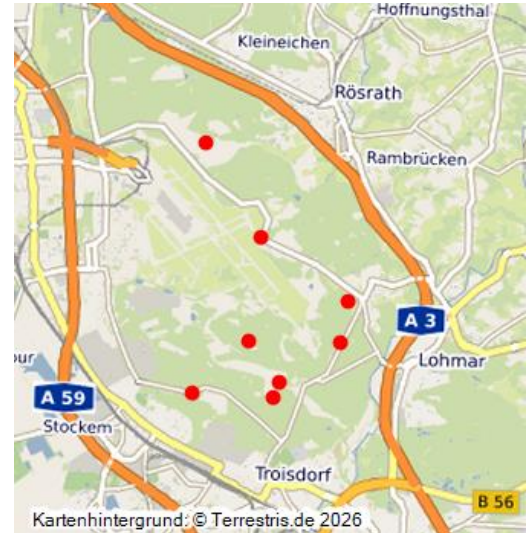 Hoffnungsthal
Kleineichen
Rösrath
Rambrücken
A 3
Lohmar
our
A 59
Stockem
Troisdorf
B 56
Kartenhintergrund: © Terrestris.de 2026